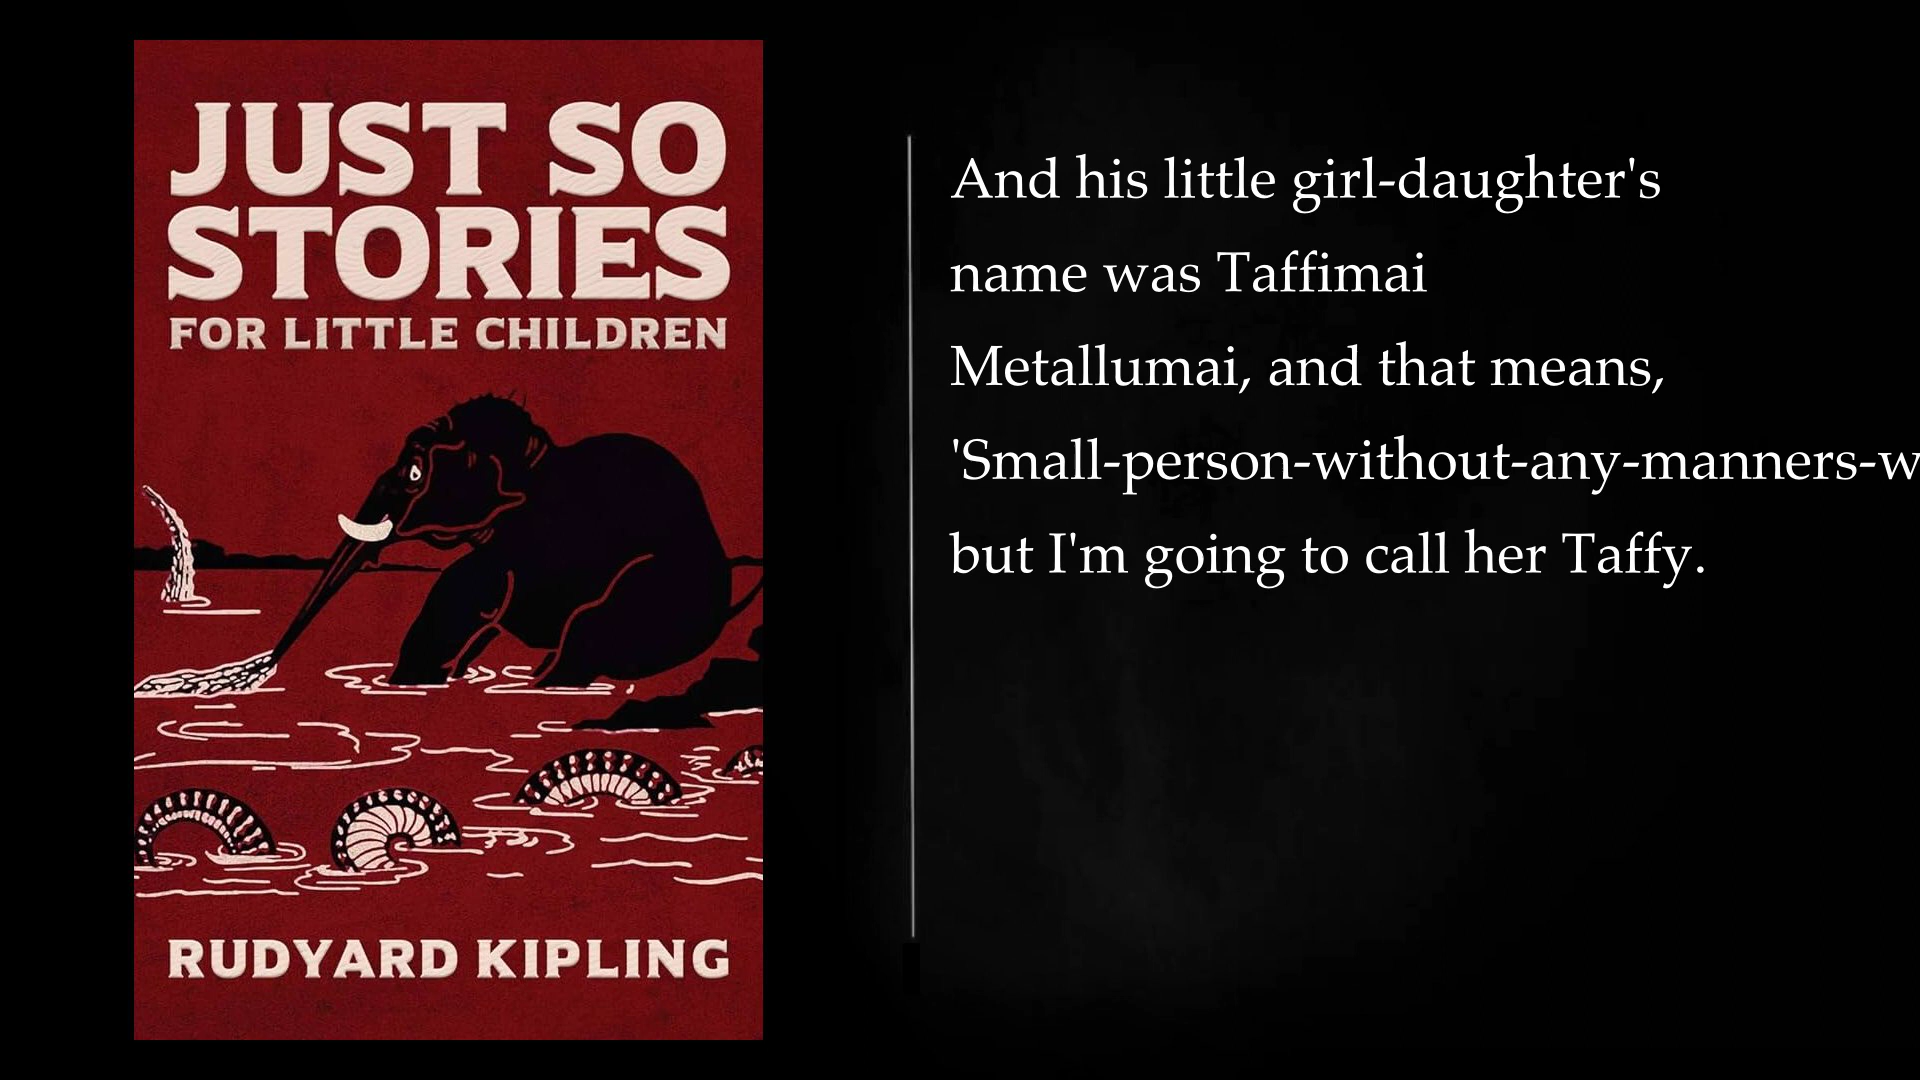 JUST SO
STORIES
FOR LITTLE CHILDREN
RUDYARD KIPLING
And his little girl-daughter's
name was Taffimai
Metallumai, and that means,
'Small-person-without-any-manners-w
but I'm going to call her Taffy.